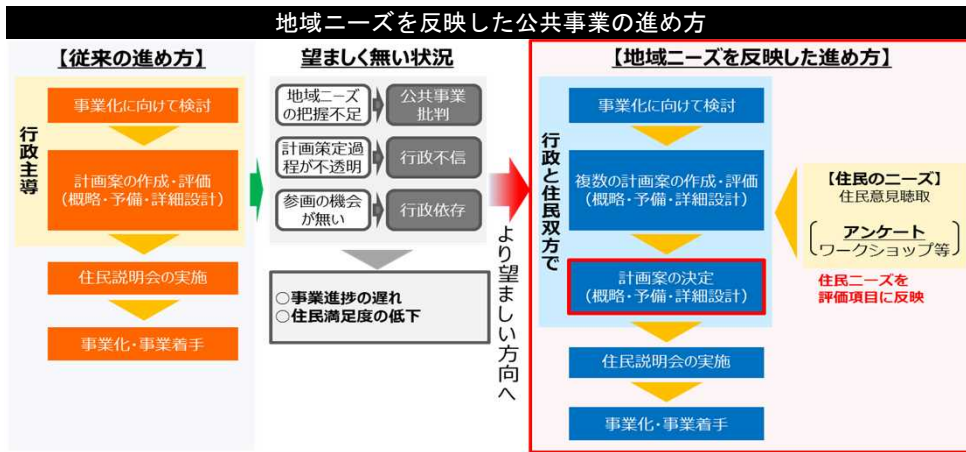 地域ニーズを反映した公共事業の進め方
【従来の進め方】
行政主導
事業化に向けて検討
計画案の作成・評価
(概略・予備・詳細設計)
住民説明会の実施
事業化・事業着手
望ましく無い状況
地域ニーズ
の把握不足
公共事業
批判
計画策定過
程が不透明
行政不信
参画の機会
が無い
行政依存
○事業進捗の遅れ
○住民満足度の低下
より望ましい方向へ
【地域ニーズを反映した進め方】
行政と住民双方で
事業化に向けて検討
複数の計画案の作成・評価
(概略・予備・詳細設計)
計画案の決定
(概略・予備・詳細設計)
住民説明会の実施
事業化・事業着手
【住民のニーズ】
住民意見聴取
アンケート
ワークショップ等
住民ニーズを
評価項目に反映